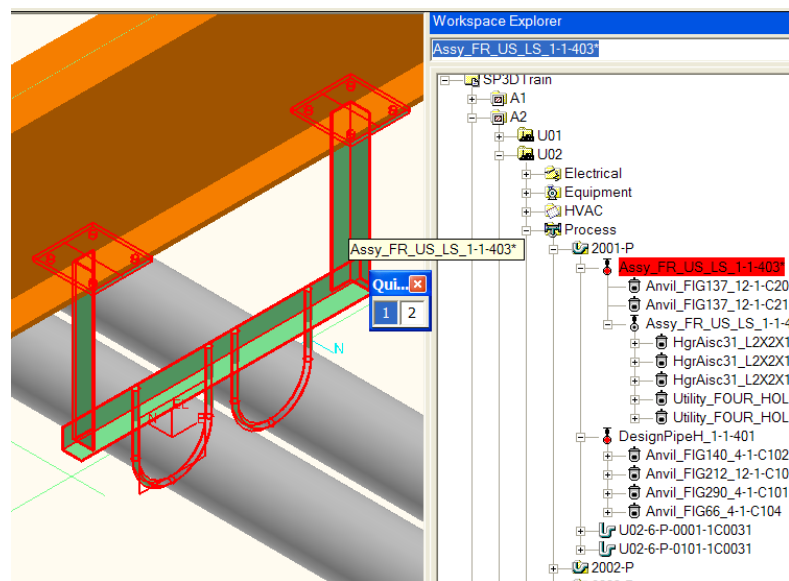 Workspace Explorer
Assy_FR_US_LS_1-1-403*
SP3DTrain
A1
A2
U01
U02
Electrical
Equipment
HVAC
Process
2001-P
Assy_FR_US_LS_1-1-403*
Anvil_FIG137_12-1-C20
Anvil_FIG137_12-1-C21
Assy_FR_US_LS_1-1-4
HgrAisc31_L2X2X1
HgrAisc31_L2X2X1
HgrAisc31_L2X2X1
Utility_FOUR_HOL
Utility_FOUR_HOL
DesignPipeH_1-1-401
Anvil_FIG140_4-1-C102
Anvil_FIG212_12-1-C10
Anvil_FIG290_4-1-C101
Anvil_FIG66_4-1-C104
U02-6-P-0001-1C0031
U02-6-P-0101-1C0031
2002-P
Assy_FR_US_LS_1-1-403*
Qui...
1 2
N
N
EL